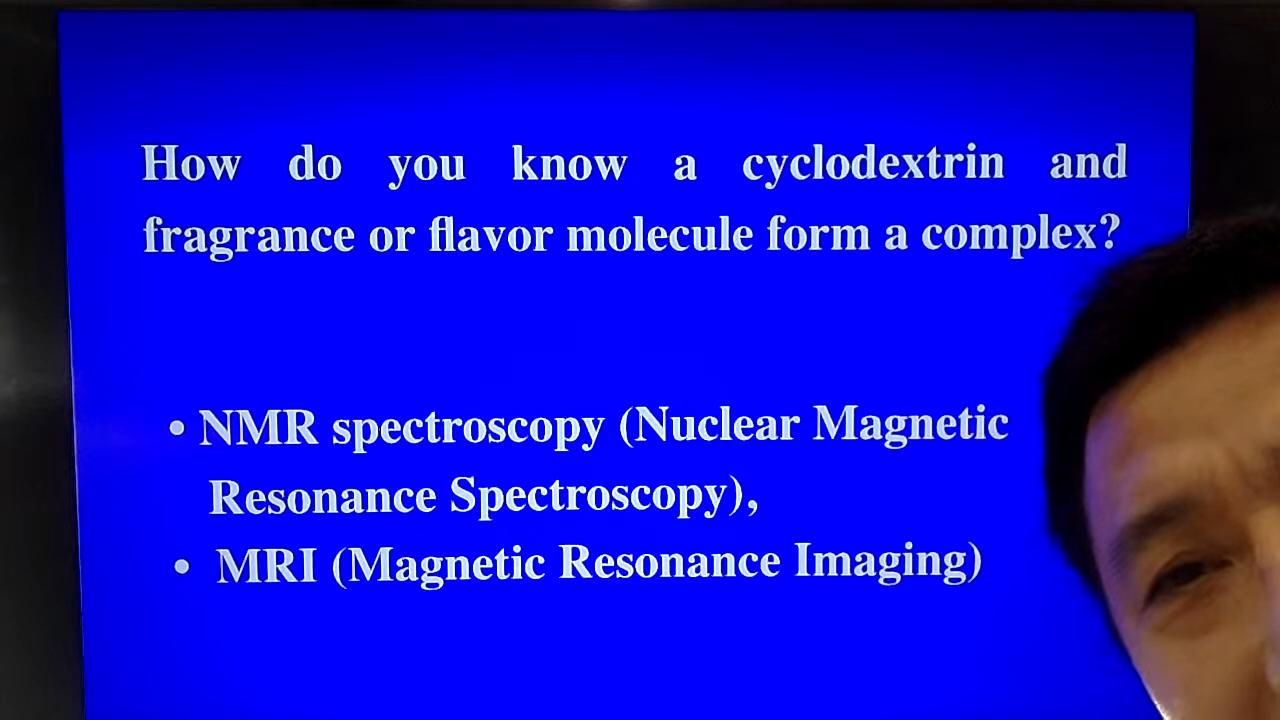 How do you know a cyclodextrin and
fragrance or flavor molecule form a complex?
• NMR spectroscopy (Nuclear Magnetic
Resonance Spectroscopy),
• MRI (Magnetic Resonance Imaging)